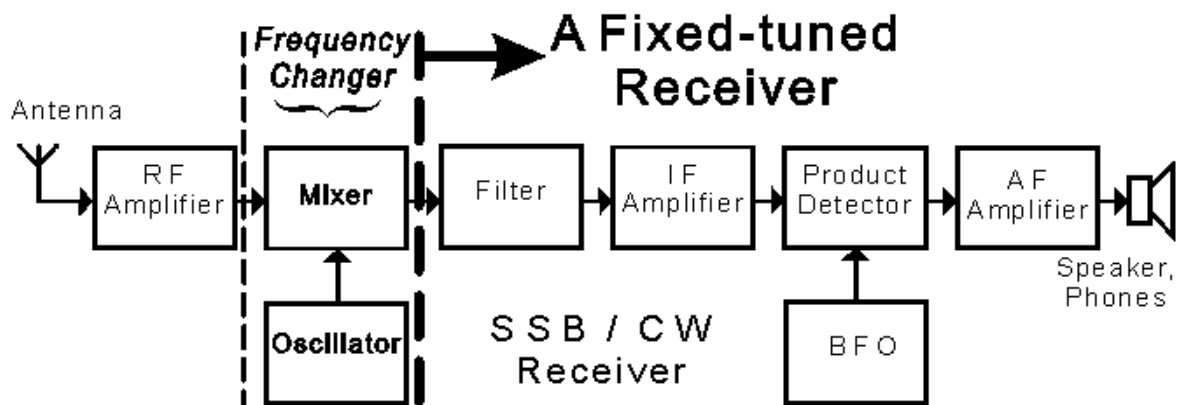 Frequency
Changer
A Fixed-tuned
Receiver
Antenna
RF
Amplifier
Mixer
Filter
IF
Amplifier
Product
Detector
AF
Amplifier
Speaker,
Phones
Oscillator
SSB / CW
Receiver
BFO